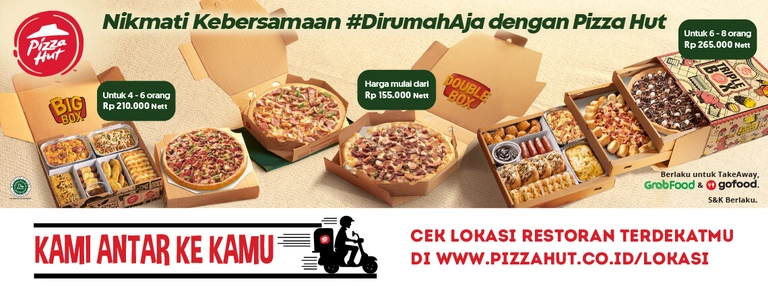 Pizza
Hut
Nikmati Kebersamaan #DirumahAja dengan Pizza Hut
Untuk 6 - 8 orang
Rp 265.000 Nett
Untuk 4 - 6 orang
Rp 210.000 Nett
Harga mulai dari
Rp 155.000 Nett
BIG
BOX
DOUBLE
BOX
TRIPLE
BOX
Berlaku untuk TakeAway,
GrabFood & gofood.
S&K Berlaku.
KAMI ANTAR KE KAMU
CEK LOKASI RESTORAN TERDEKATMU
DI WWW.PIZZAHUT.CO.ID/LOKASI